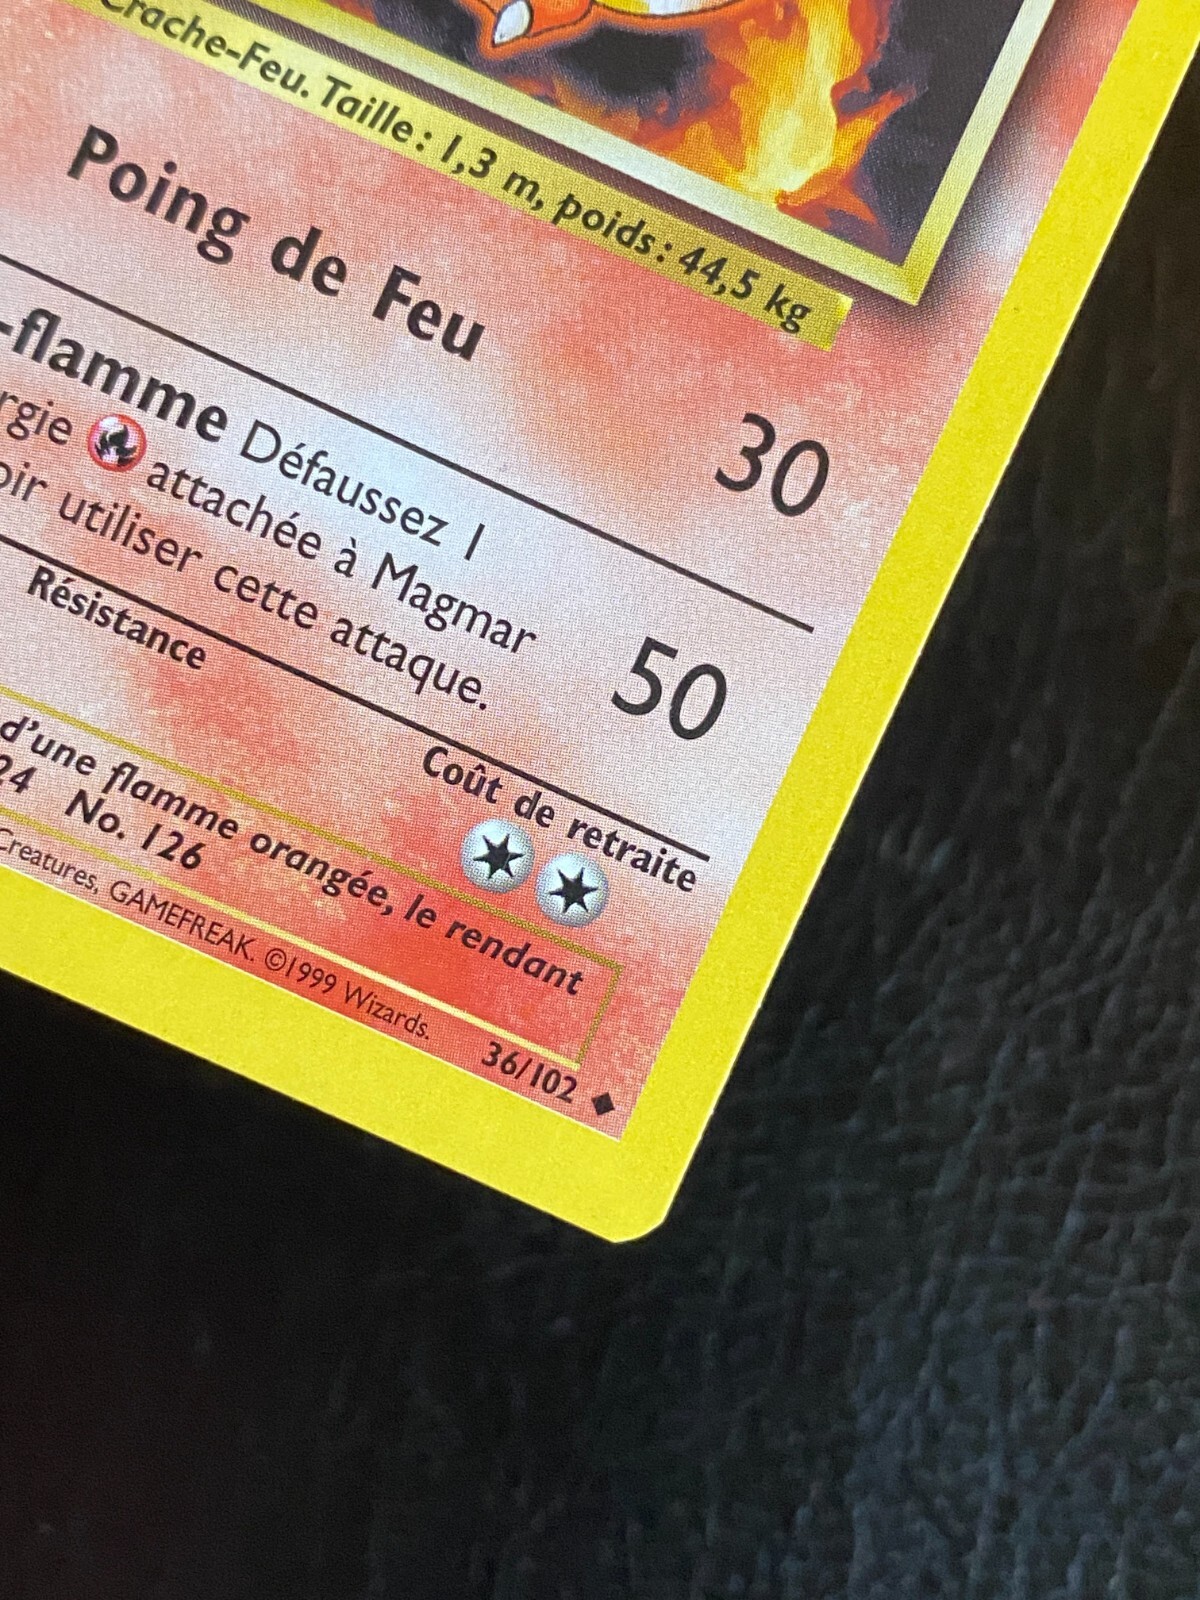 Crache-Feu. Taille : 1,3 m, poids : 44,5 kg
Poing de Feu 30
-flamme Défaussez 1
rgie attachée à Magmar
oir utiliser cette attaque. 50
Résistance Coût de retraite
d'une flamme orangée, le rendant
24 No. 126
Creatures, GAMEFREAK. ©1999 Wizards. 36/102